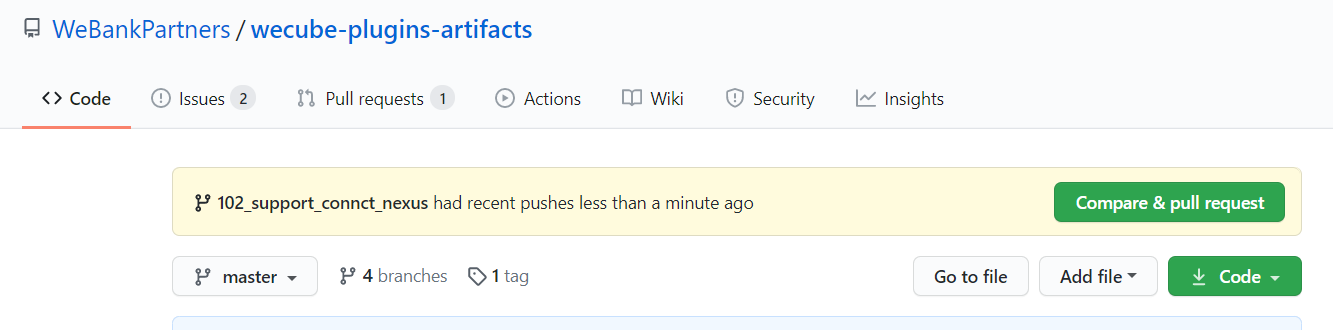 WeBankPartners / wecube-plugins-artifacts
Code Issues 2 Pull requests 1 Actions Wiki Security Insights
102_support_connct_nexus had recent pushes less than a minute ago Compare & pull request
master 4 branches 1 tag Go to file Add file Code